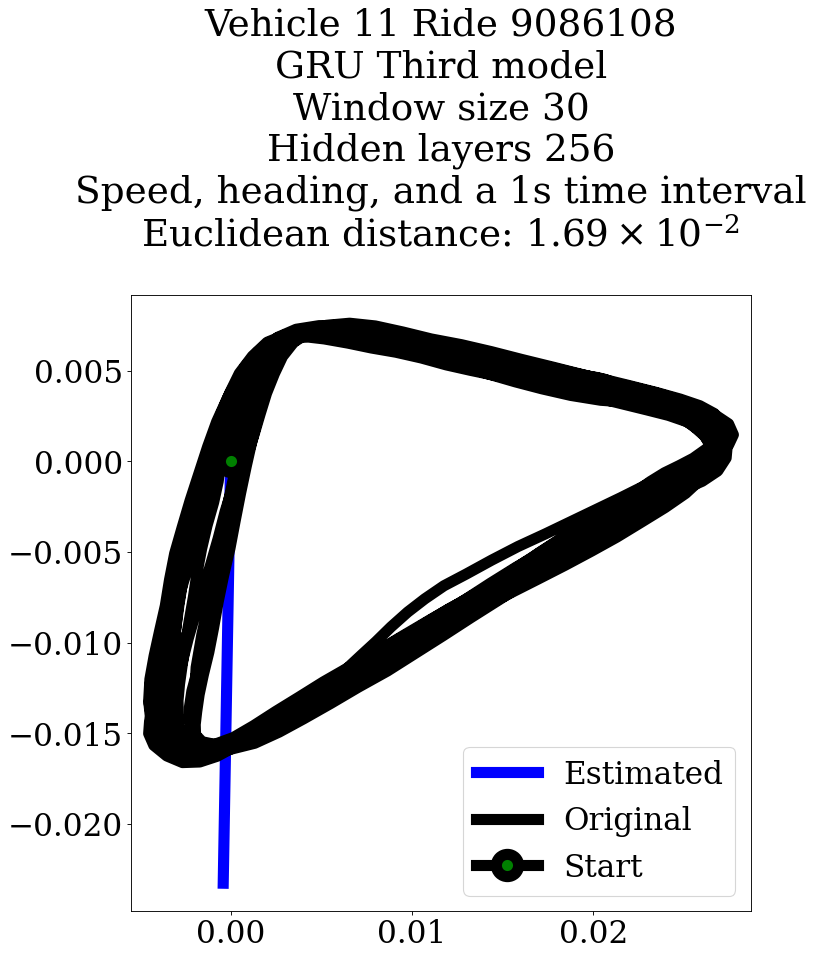 Vehicle 11 Ride 9086108
GRU Third model
Window size 30
Hidden layers 256
Speed, heading, and a 1s time interval
Euclidean distance: 1.69 × 10⁻²
0.005
0.000
−0.005
−0.010
−0.015
−0.020
Estimated
Original
Start
0.00 0.01 0.02